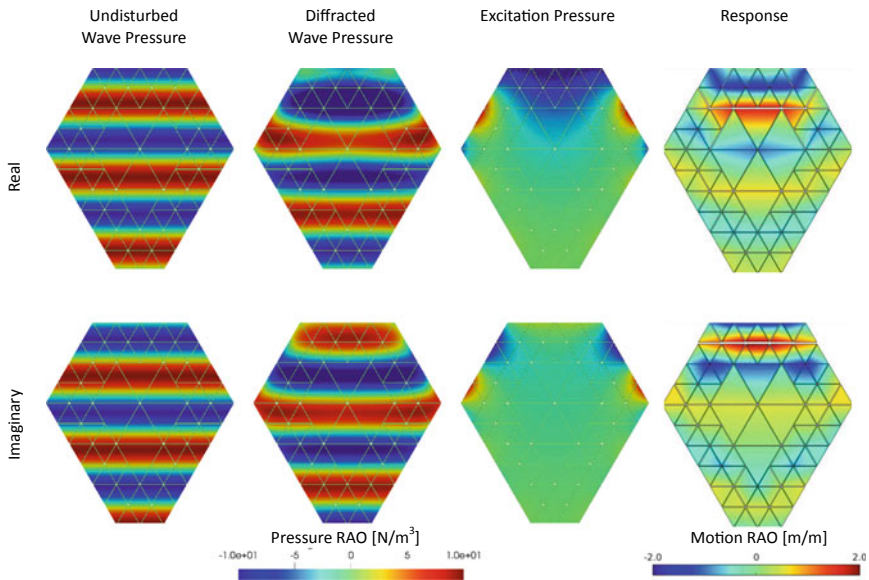 Undisturbed Wave Pressure
Diffracted Wave Pressure
Excitation Pressure
Response
Real
Imaginary
Pressure RAO [N/m³]
-1.0e+01 -5 0 5 1.0e+01
Motion RAO [m/m]
-2.0 0 2.0